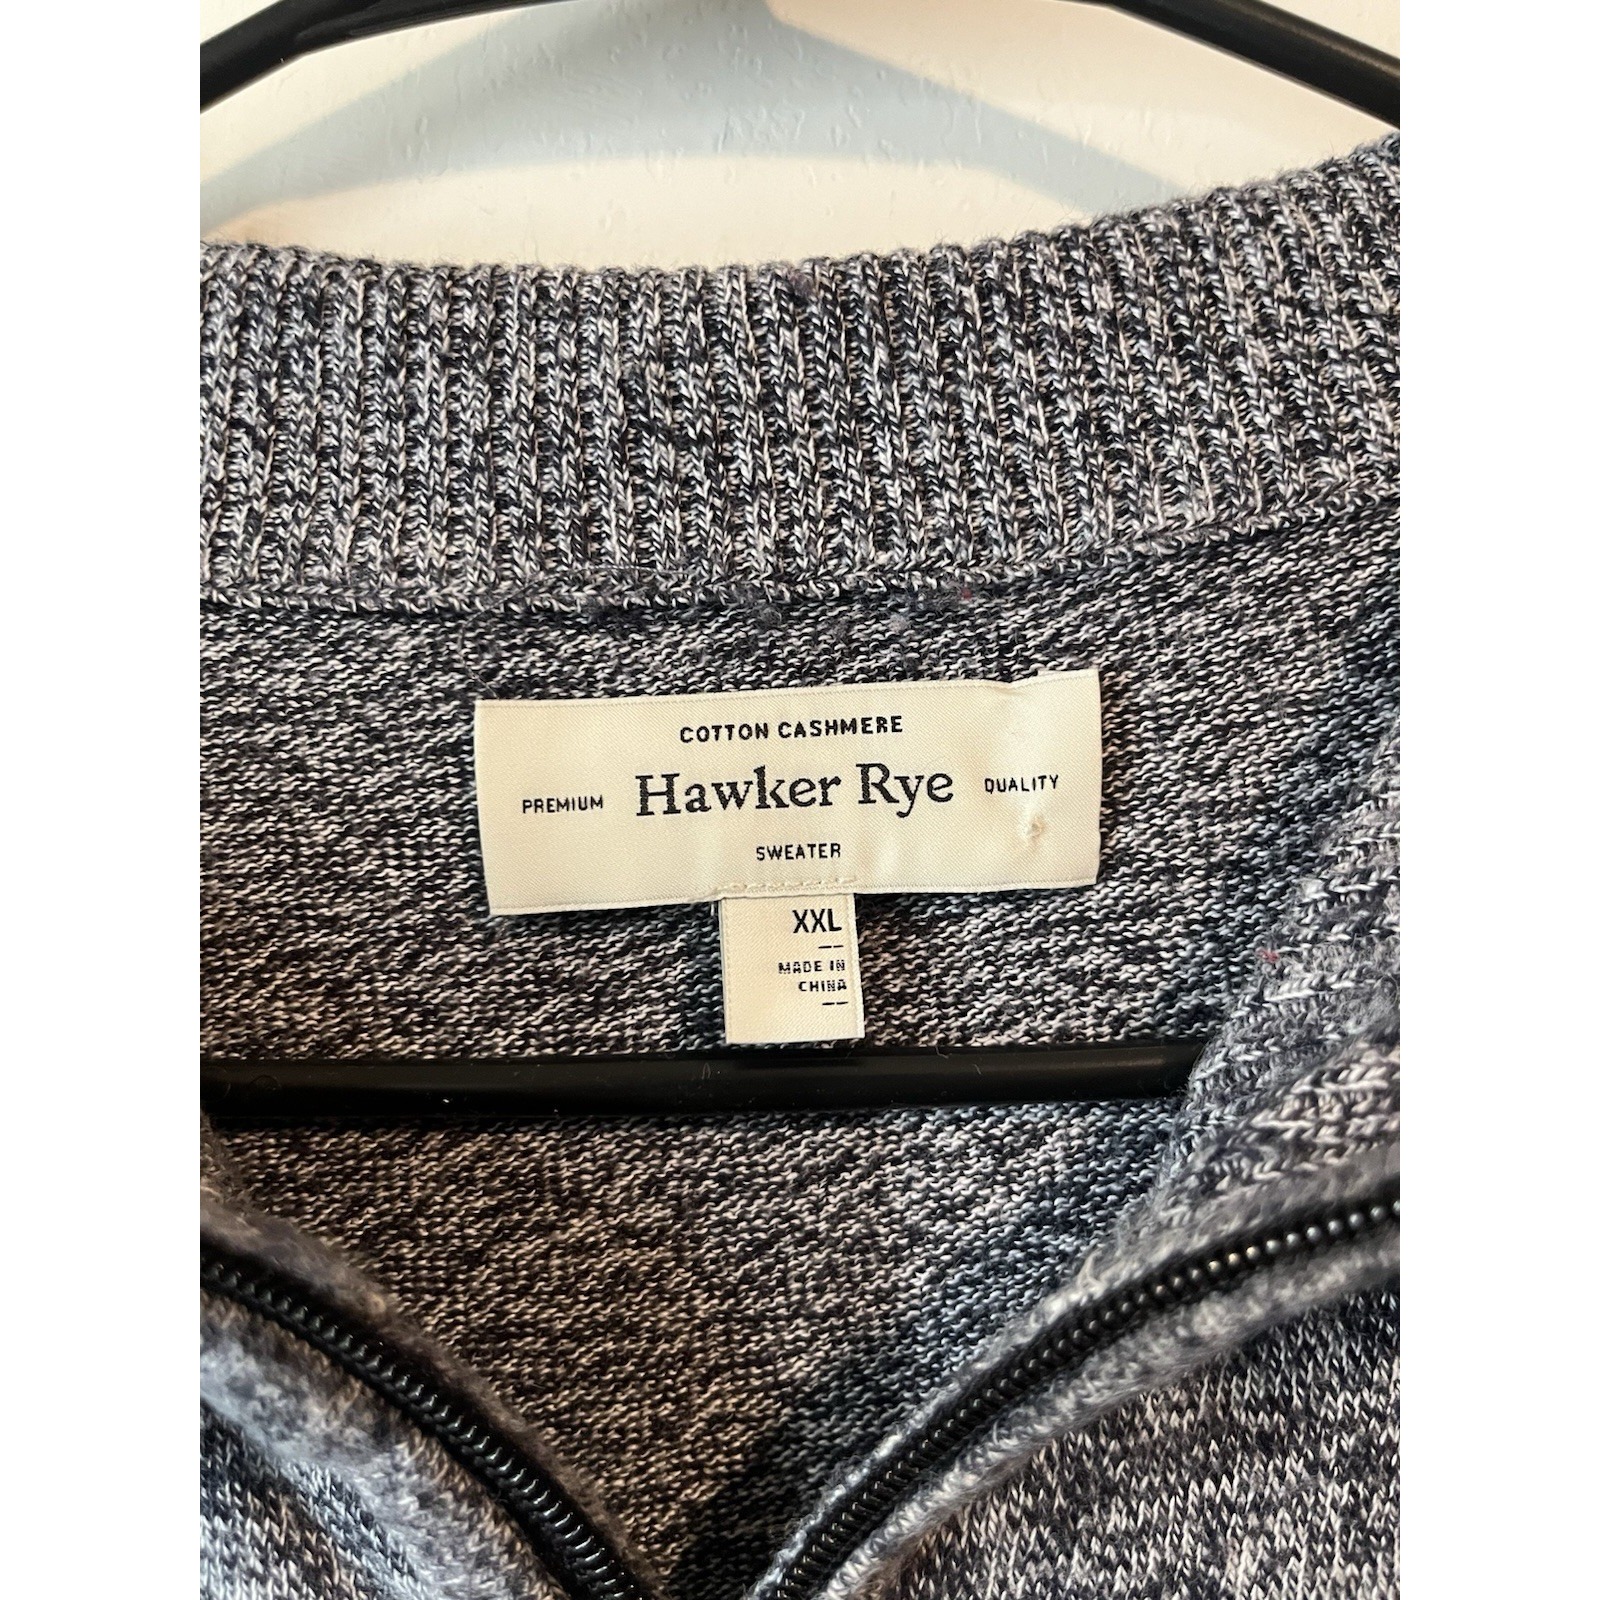 COTTON CASHMERE
PREMIUM Hawker Rye QUALITY
SWEATER
XXL
MADE IN
CHINA